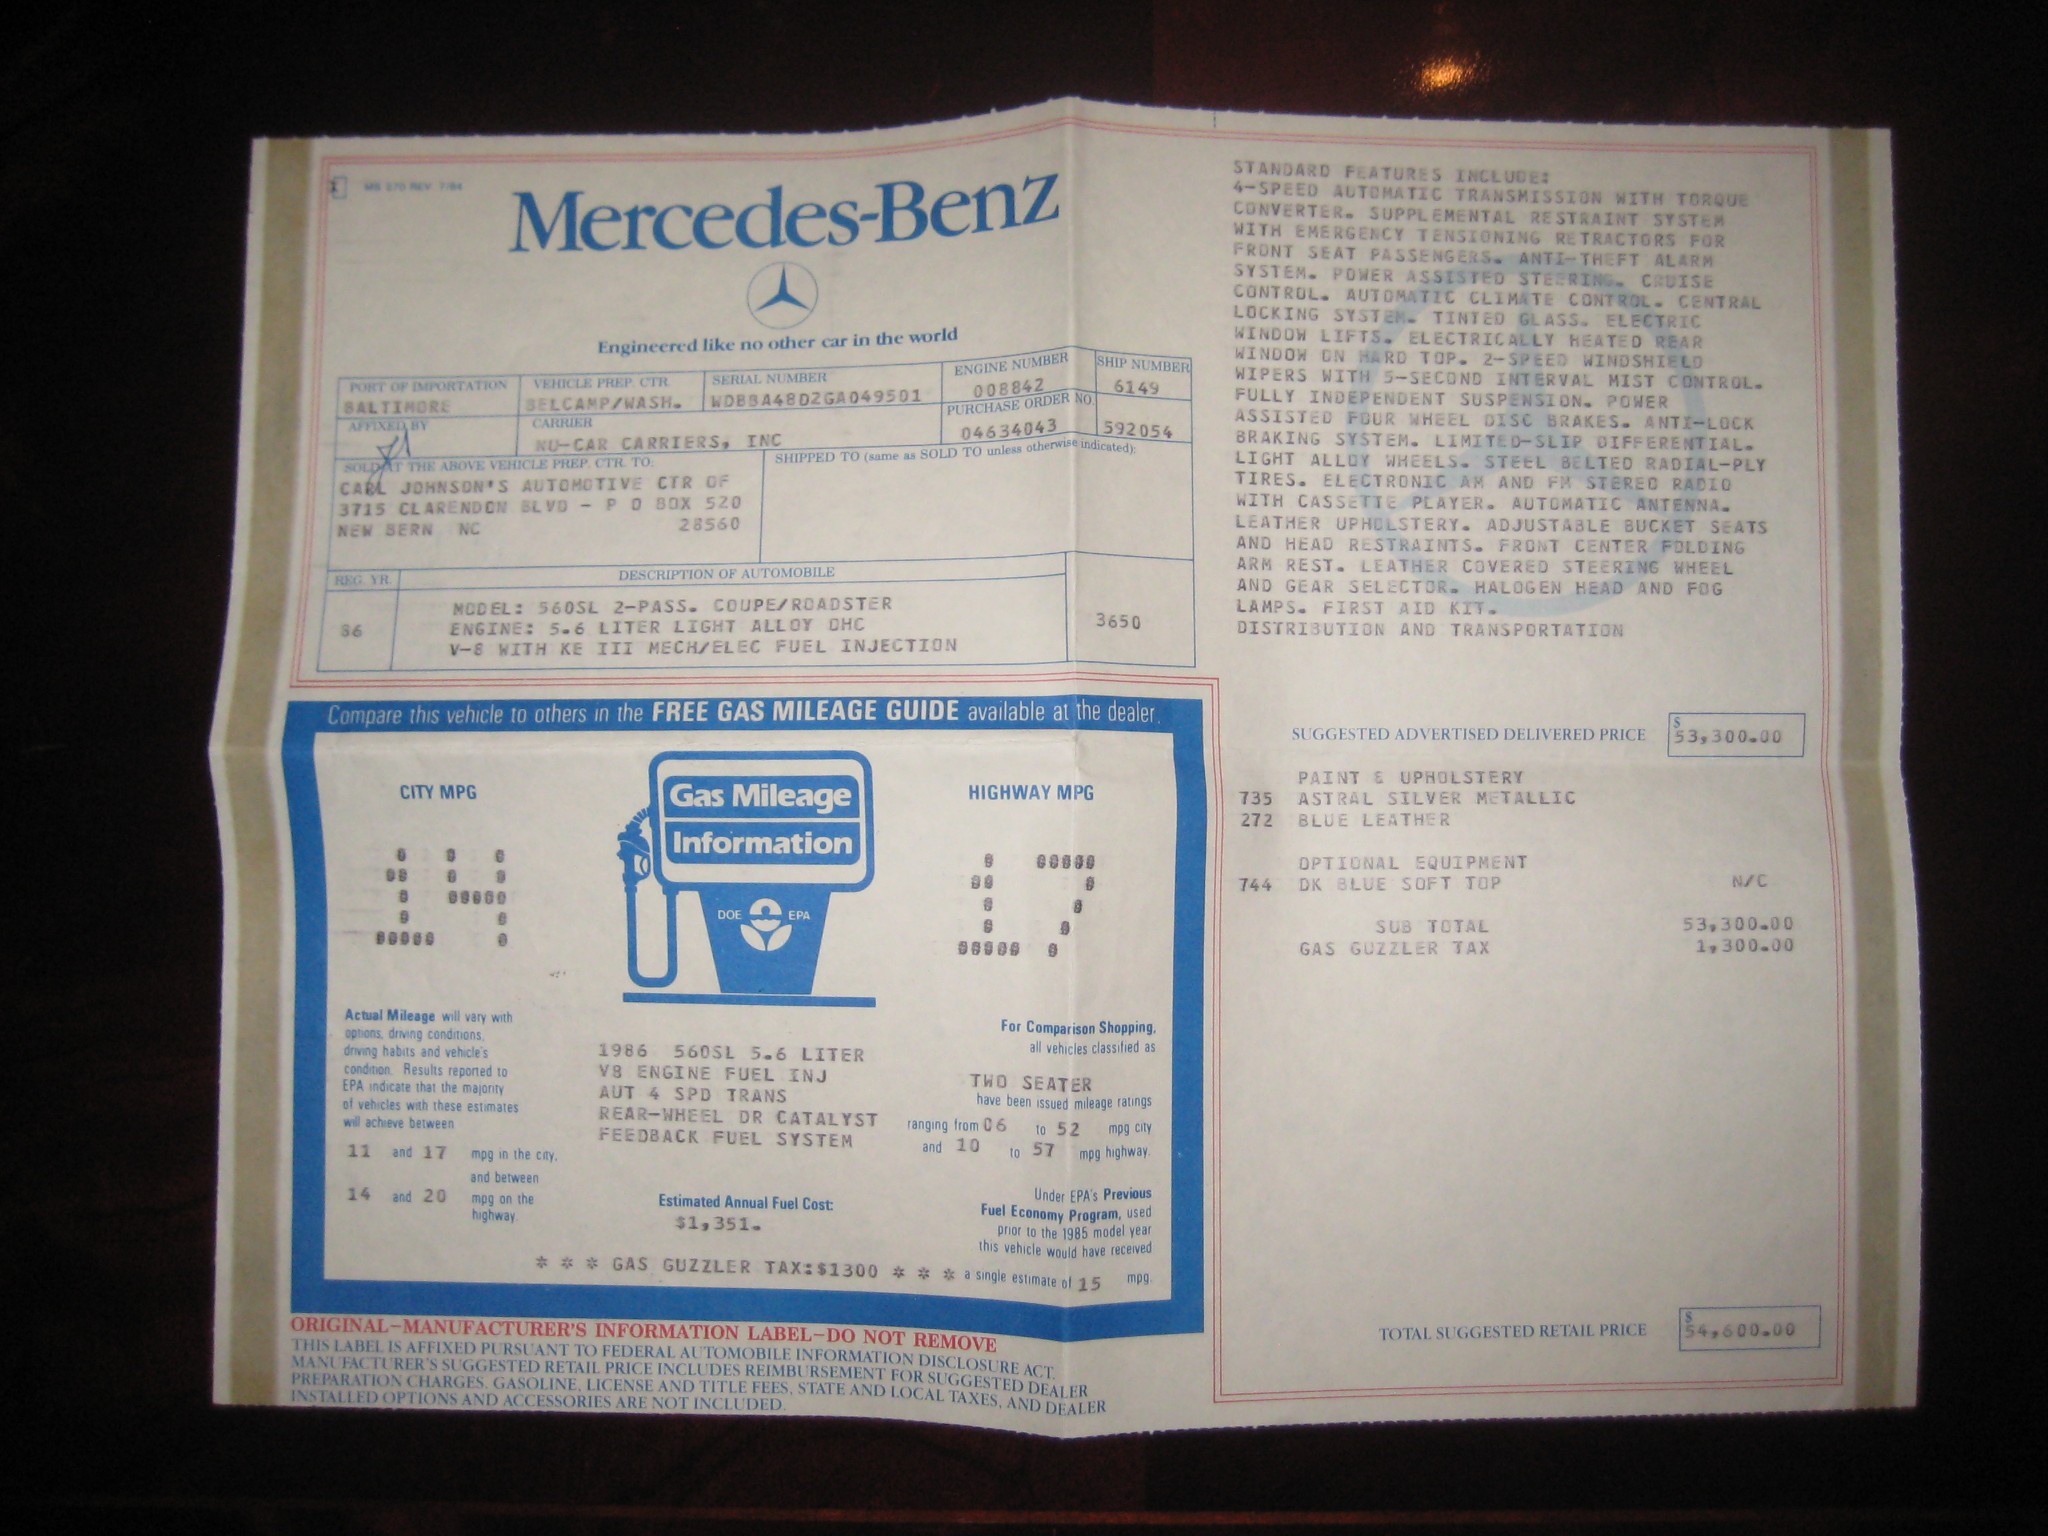 MB 270 REV. 7/84
Mercedes-Benz
Engineered like no other car in the world
PORT OF IMPORTATION
BALTIMORE
VEHICLE PREP. CTR.
BELCAMP/WASH.
SERIAL NUMBER
WDBBA48D2GA049501
ENGINE NUMBER
008842
SHIP NUMBER
6149
AFFIXED BY
CARRIER
NU-CAR CARRIERS, INC
PURCHASE ORDER NO.
04634043
592054
SOLD AT THE ABOVE VEHICLE PREP. CTR. TO:
CARL JOHNSON'S AUTOMOTIVE CTR OF
3715 CLARENDON BLVD - P O BOX 520
NEW BERN NC 28560
SHIPPED TO (same as SOLD TO unless otherwise indicated):
REG. YR.
86
DESCRIPTION OF AUTOMOBILE
MODEL: 560SL 2-PASS. COUPE/ROADSTER
ENGINE: 5.6 LITER LIGHT ALLOY OHC
V-8 WITH KE III MECH/ELEC FUEL INJECTION
3650
STANDARD FEATURES INCLUDE:
4-SPEED AUTOMATIC TRANSMISSION WITH TORQUE
CONVERTER. SUPPLEMENTAL RESTRAINT SYSTEM
WITH EMERGENCY TENSIONING RETRACTORS FOR
FRONT SEAT PASSENGERS. ANTI-THEFT ALARM
SYSTEM. POWER ASSISTED STEERING. CRUISE
CONTROL. AUTOMATIC CLIMATE CONTROL. CENTRAL
LOCKING SYSTEM. TINTED GLASS. ELECTRIC
WINDOW LIFTS. ELECTRICALLY HEATED REAR
WINDOW ON HARD TOP. 2-SPEED WINDSHIELD
WIPERS WITH 5-SECOND INTERVAL MIST CONTROL.
FULLY INDEPENDENT SUSPENSION. POWER
ASSISTED FOUR WHEEL DISC BRAKES. ANTI-LOCK
BRAKING SYSTEM. LIMITED-SLIP DIFFERENTIAL.
LIGHT ALLOY WHEELS. STEEL BELTED RADIAL-PLY
TIRES. ELECTRONIC AM AND FM STEREO RADIO
WITH CASSETTE PLAYER. AUTOMATIC ANTENNA.
LEATHER UPHOLSTERY. ADJUSTABLE BUCKET SEATS
AND HEAD RESTRAINTS. FRONT CENTER FOLDING
ARM REST. LEATHER COVERED STEERING WHEEL
AND GEAR SELECTOR. HALOGEN HEAD AND FOG
LAMPS. FIRST AID KIT.
DISTRIBUTION AND TRANSPORTATION
SUGGESTED ADVERTISED DELIVERED PRICE $ 53,300.00
PAINT & UPHOLSTERY
735 ASTRAL SILVER METALLIC
272 BLUE LEATHER
OPTIONAL EQUIPMENT
744 DK BLUE SOFT TOP N/C
SUB TOTAL 53,300.00
GAS GUZZLER TAX 1,300.00
TOTAL SUGGESTED RETAIL PRICE $ 54,600.00
Compare this vehicle to others in the FREE GAS MILEAGE GUIDE available at the dealer.
CITY MPG
14
Gas Mileage
Information
DOE EPA
HIGHWAY MPG
17
Actual Mileage will vary with
options, driving conditions,
driving habits and vehicle's
condition. Results reported to
EPA indicate that the majority
of vehicles with these estimates
will achieve between
11 and 17 mpg in the city,
and between
14 and 20 mpg on the
highway.
1986 560SL 5.6 LITER
V8 ENGINE FUEL INJ
AUT 4 SPD TRANS
REAR-WHEEL DR CATALYST
FEEDBACK FUEL SYSTEM
Estimated Annual Fuel Cost:
$1,351.
* * * GAS GUZZLER TAX:$1300 * * *
For Comparison Shopping,
all vehicles classified as
TWO SEATER
have been issued mileage ratings
ranging from 06 to 52 mpg city
and 10 to 57 mpg highway.
Under EPA's Previous
Fuel Economy Program, used
prior to the 1985 model year
this vehicle would have received
a single estimate of 15 mpg.
ORIGINAL—MANUFACTURER'S INFORMATION LABEL—DO NOT REMOVE
THIS LABEL IS AFFIXED PURSUANT TO FEDERAL AUTOMOBILE INFORMATION DISCLOSURE ACT.
MANUFACTURER'S SUGGESTED RETAIL PRICE INCLUDES REIMBURSEMENT FOR SUGGESTED DEALER
PREPARATION CHARGES, GASOLINE, LICENSE AND TITLE FEES, STATE AND LOCAL TAXES, AND DEALER
INSTALLED OPTIONS AND ACCESSORIES ARE NOT INCLUDED.